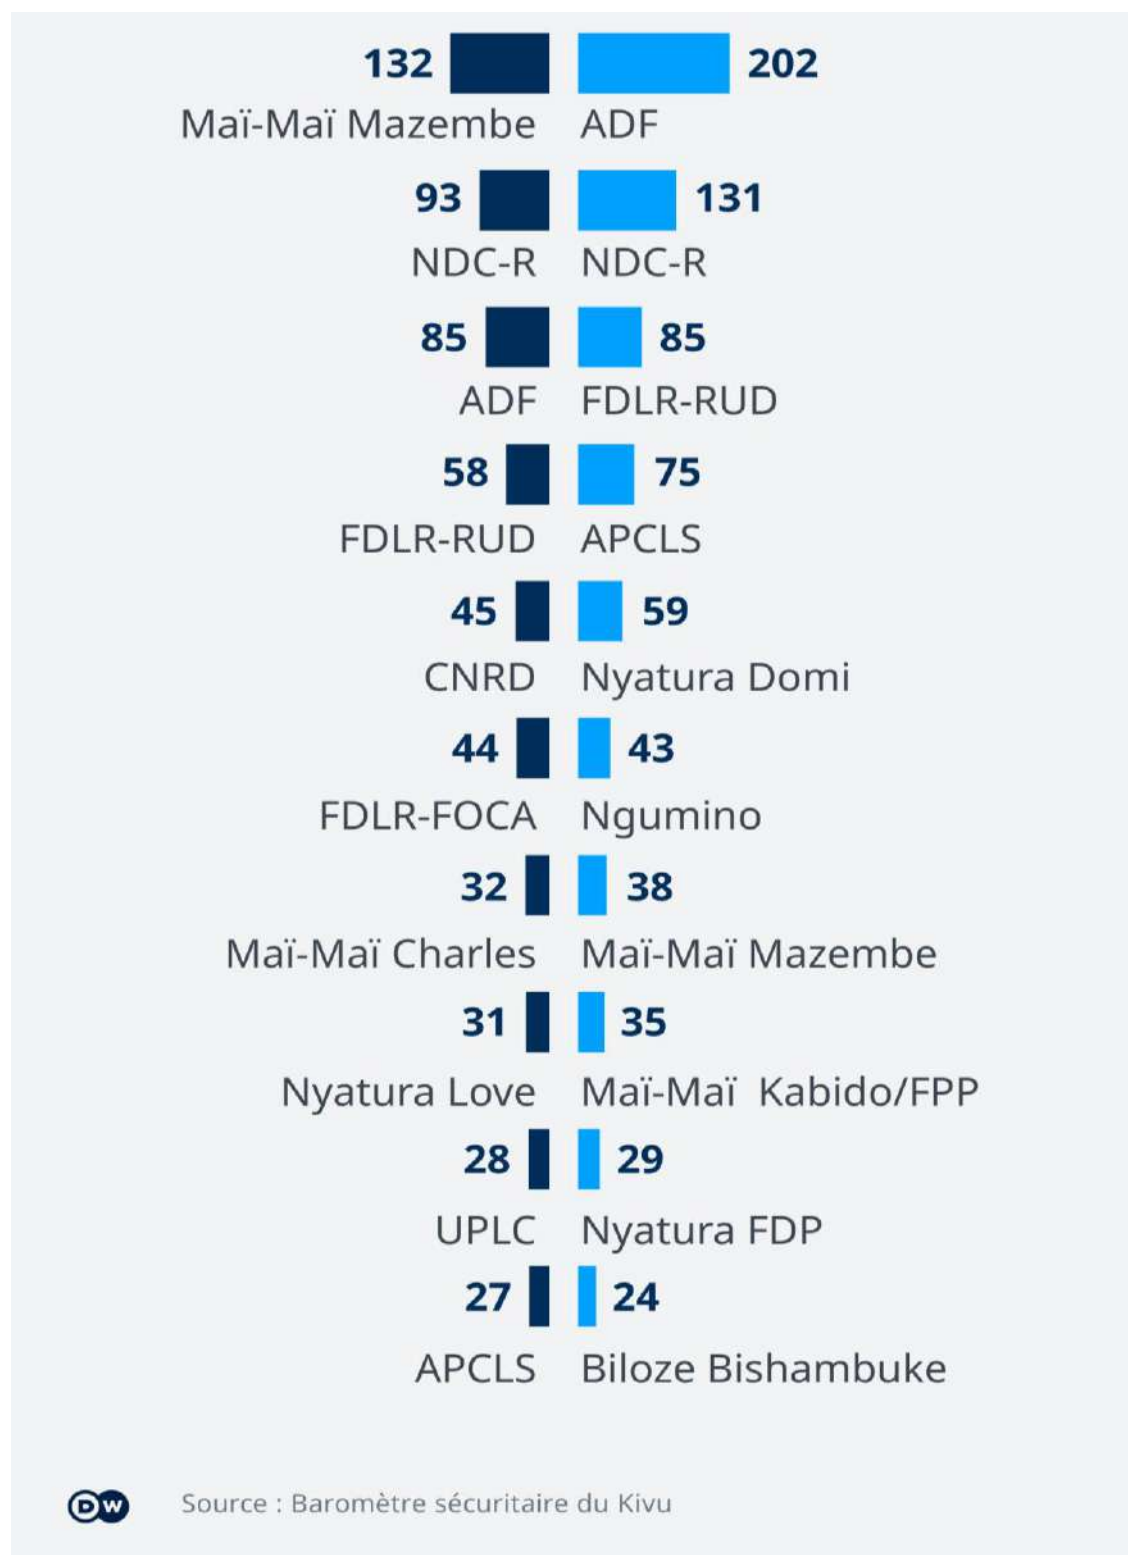 132 202
Maï-Maï Mazembe ADF
93 131
NDC-R NDC-R
85 85
ADF FDLR-RUD
58 75
FDLR-RUD APCLS
45 59
CNRD Nyatura Domi
44 43
FDLR-FOCA Ngumino
32 38
Maï-Maï Charles Maï-Maï Mazembe
31 35
Nyatura Love Maï-Maï Kabido/FPP
28 29
UPLC Nyatura FDP
27 24
APCLS Biloze Bishambuke
DW Source : Baromètre sécuritaire du Kivu